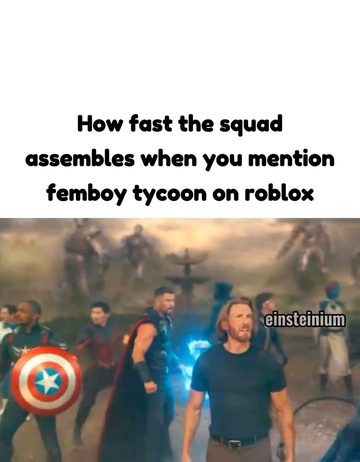 How fast the squad
assembles when you mention
femboy tycoon on roblox
einsteinium